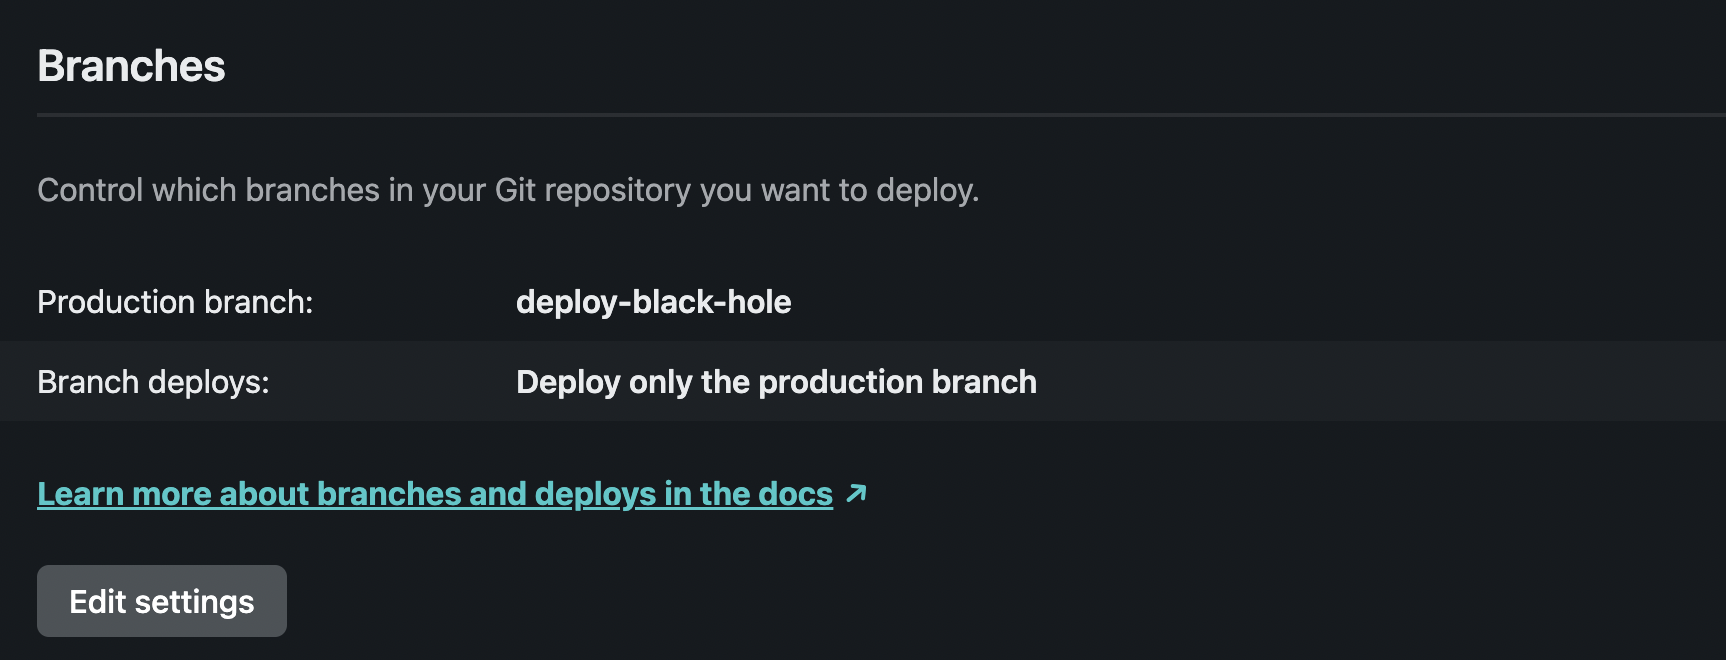 Branches
Control which branches in your Git repository you want to deploy.
Production branch: deploy-black-hole
Branch deploys: Deploy only the production branch
Learn more about branches and deploys in the docs ↗
Edit settings